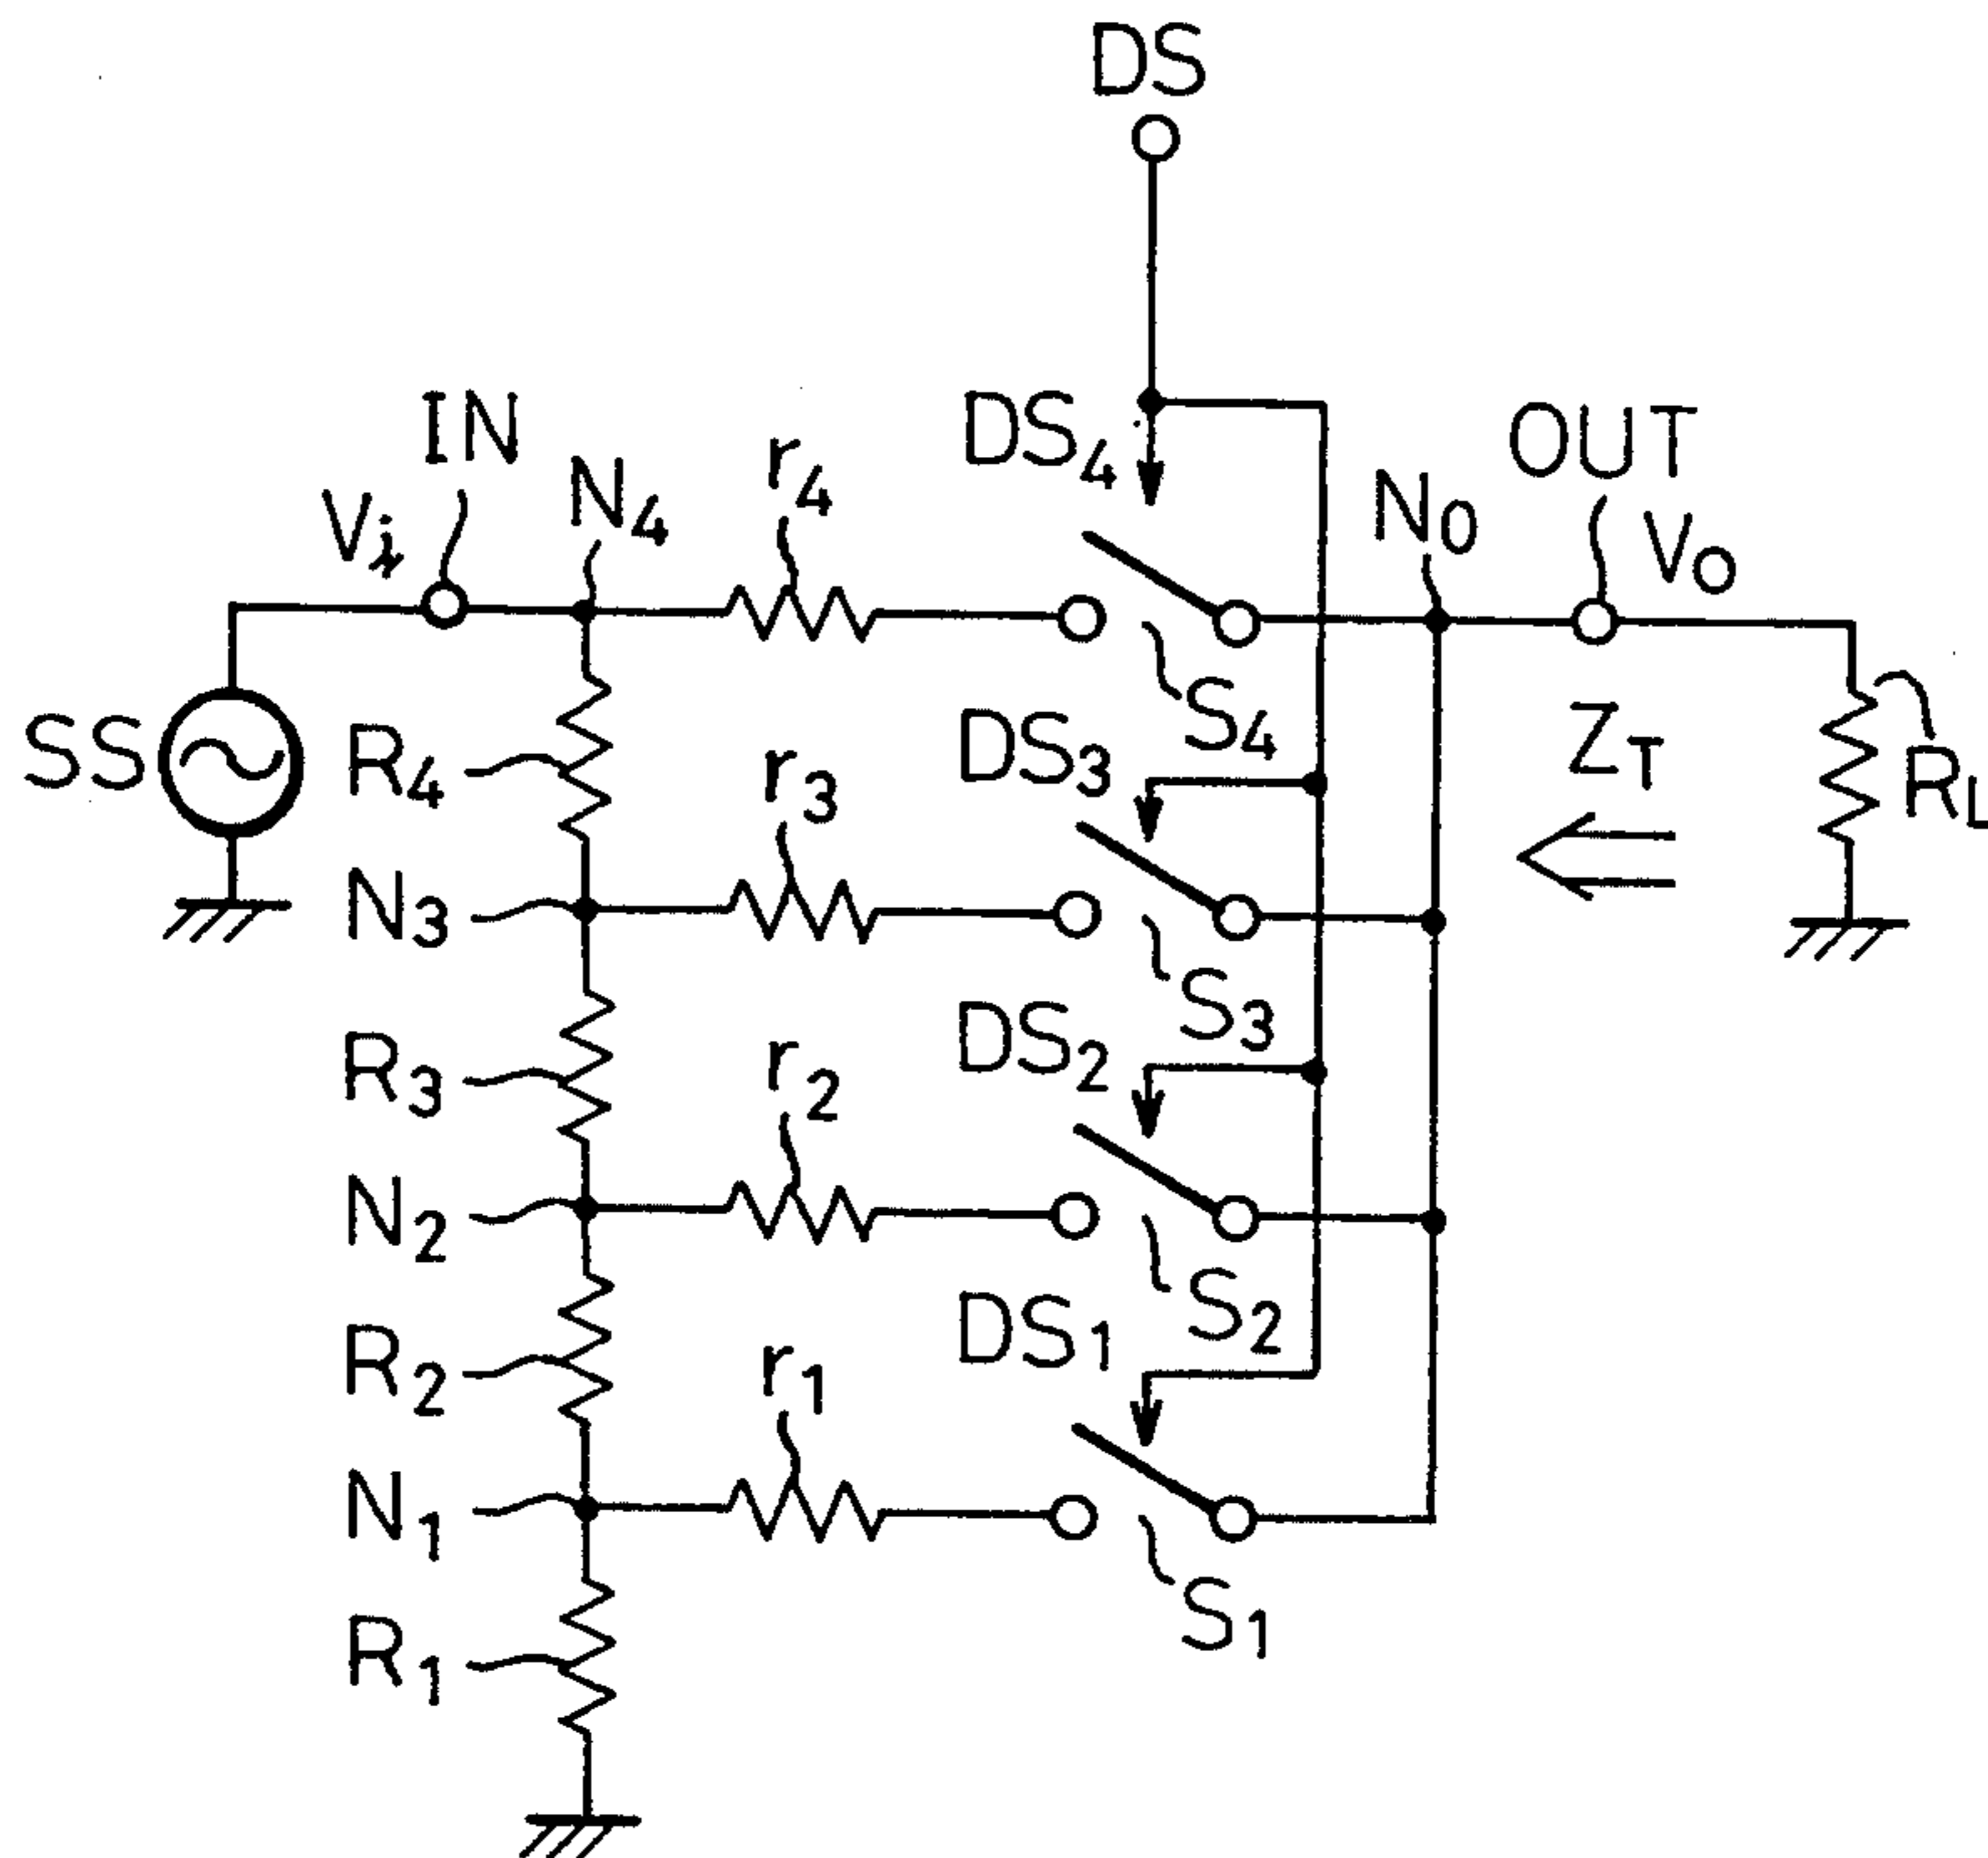 DS
IN
N4
r4
DS4
N0
OUT
Vi
VO
S4
ZT
SS
R4
r3
DS3
RL
N3
S3
R3
r2
DS2
N2
S2
R2
r1
DS1
N1
S1
R1